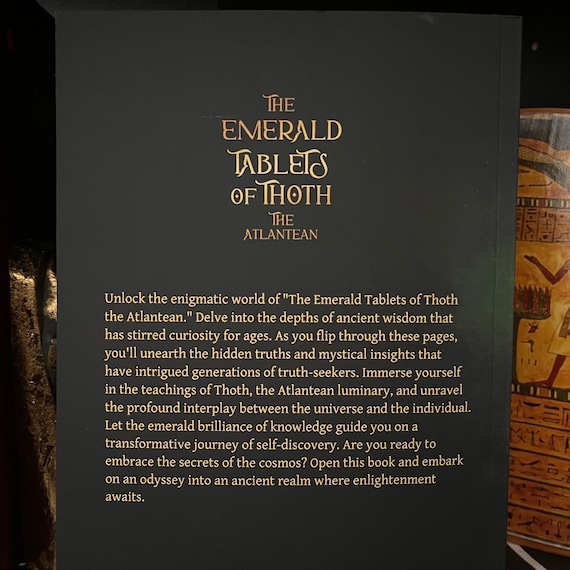 THE
EMERALD
TABLETS
OF THOTH
THE
ATLANTEAN
Unlock the enigmatic world of "The Emerald Tablets of Thoth
the Atlantean." Delve into the depths of ancient wisdom that
has stirred curiosity for ages. As you flip through these pages,
you'll unearth the hidden truths and mystical insights that
have intrigued generations of truth-seekers. Immerse yourself
in the teachings of Thoth, the Atlantean luminary, and unravel
the profound interplay between the universe and the individual.
Let the emerald brilliance of knowledge guide you on a
transformative journey of self-discovery. Are you ready to
embrace the secrets of the cosmos? Open this book and embark
on an odyssey into an ancient realm where enlightenment
awaits.